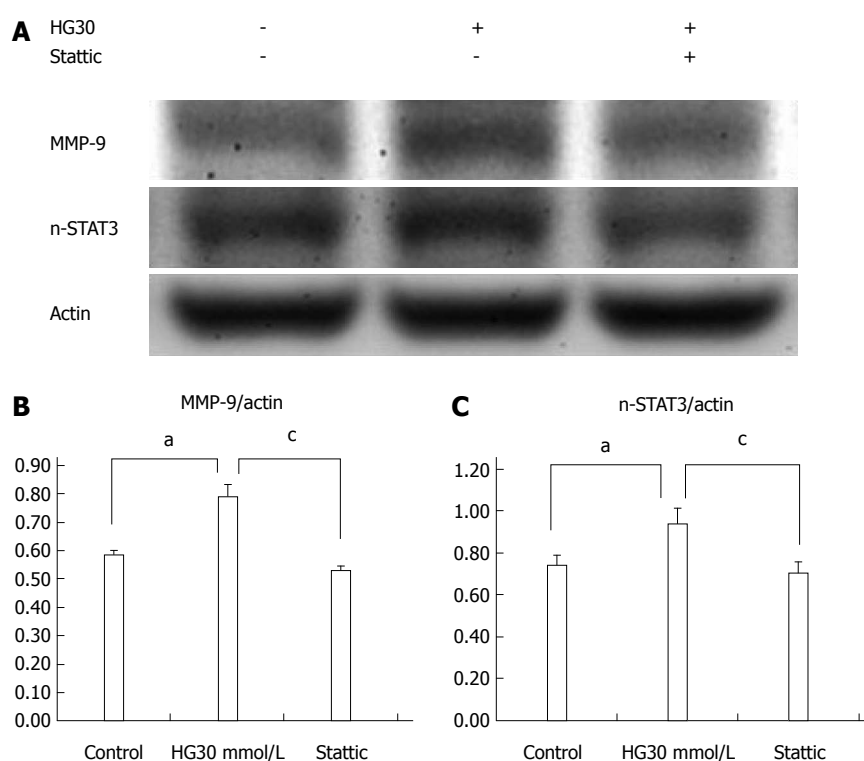 A
HG30 - + +
Stattic - - +
MMP-9
n-STAT3
Actin
B
MMP-9/actin
a c
0.90
0.80
0.70
0.60
0.50
0.40
0.30
0.20
0.10
0.00
Control HG30 mmol/L Stattic
C
n-STAT3/actin
a c
1.20
1.00
0.80
0.60
0.40
0.20
0.00
Control HG30 mmol/L Stattic